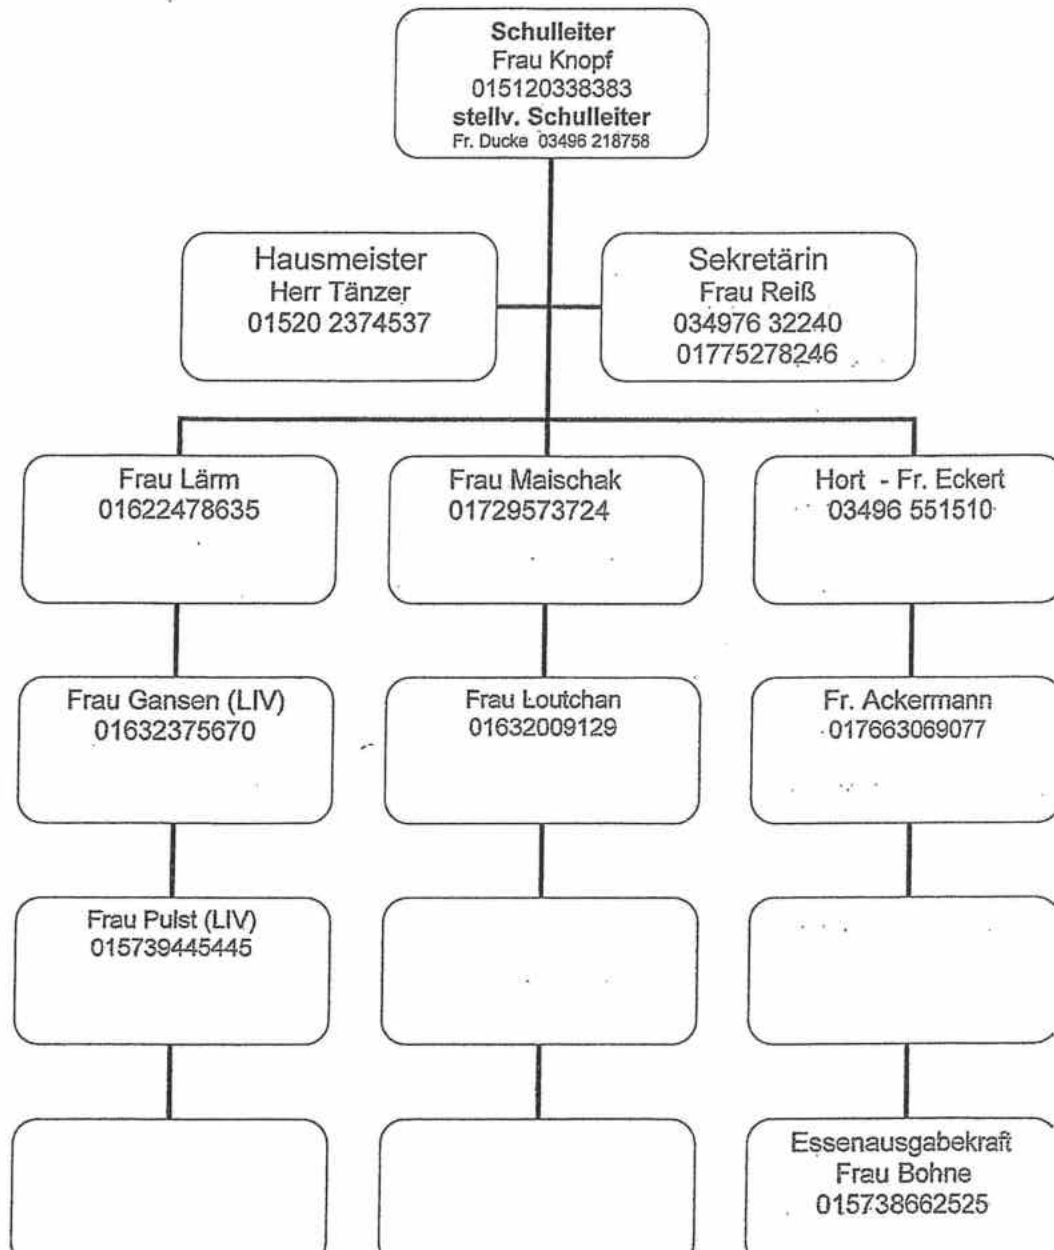 Schulleiter
Frau Knopf
015120338383
stellv. Schulleiter
Fr. Ducke 03496 218758
Hausmeister
Herr Tänzer
01520 2374537
Sekretärin
Frau Reiß
034976 32240
01775278246
Frau Lärm
01622478635
Frau Maischak
01729573724
Hort - Fr. Eckert
03496 551510
Frau Gansen (LIV)
01632375670
Frau Loutchan
01632009129
Fr. Ackermann
017663069077
Frau Pulst (LIV)
015739445445
Essenausgabekraft
Frau Bohne
015738662525